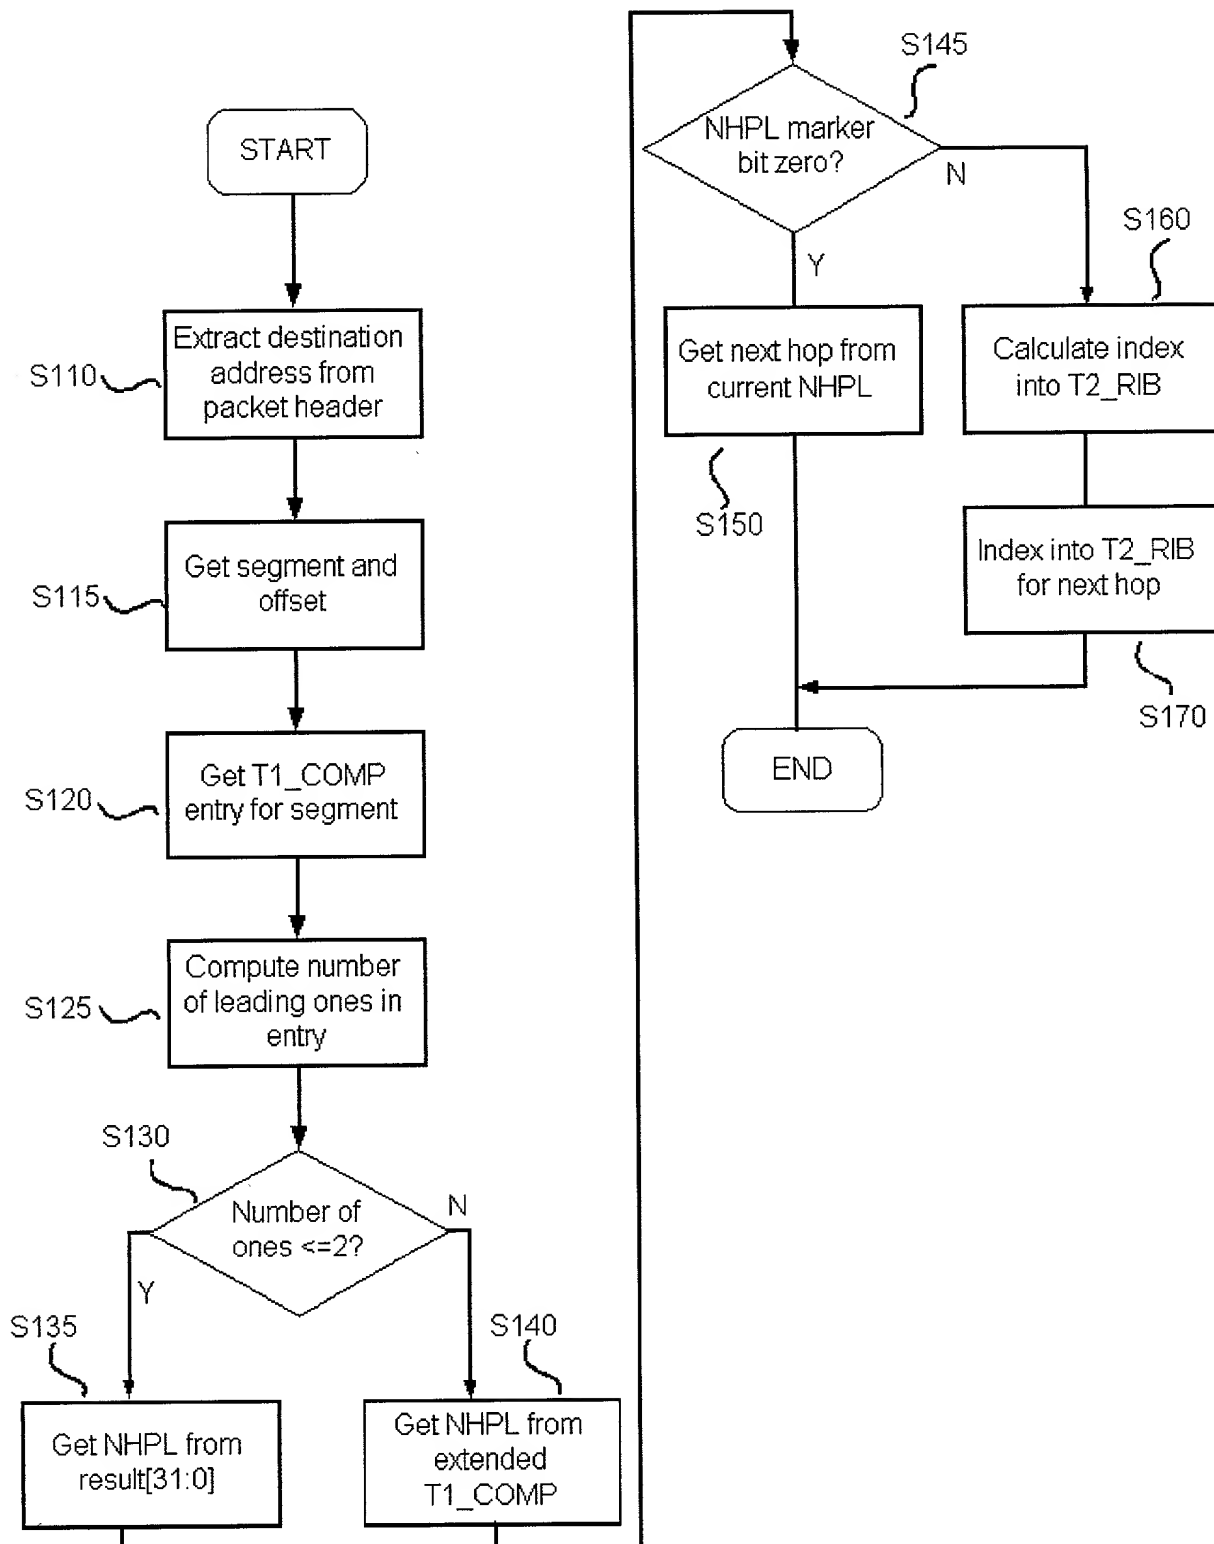 START
S110
Extract destination
address from
packet header
S115
Get segment and
offset
S120
Get T1_COMP
entry for segment
S125
Compute number
of leading ones in
entry
S130
Number of
ones <=2?
N
Y
S135
Get NHPL from
result[31:0]
S140
Get NHPL from
extended
T1_COMP
S145
NHPL marker
bit zero?
N
Y
S150
Get next hop from
current NHPL
S160
Calculate index
into T2_RIB
Index into T2_RIB
for next hop
S170
END